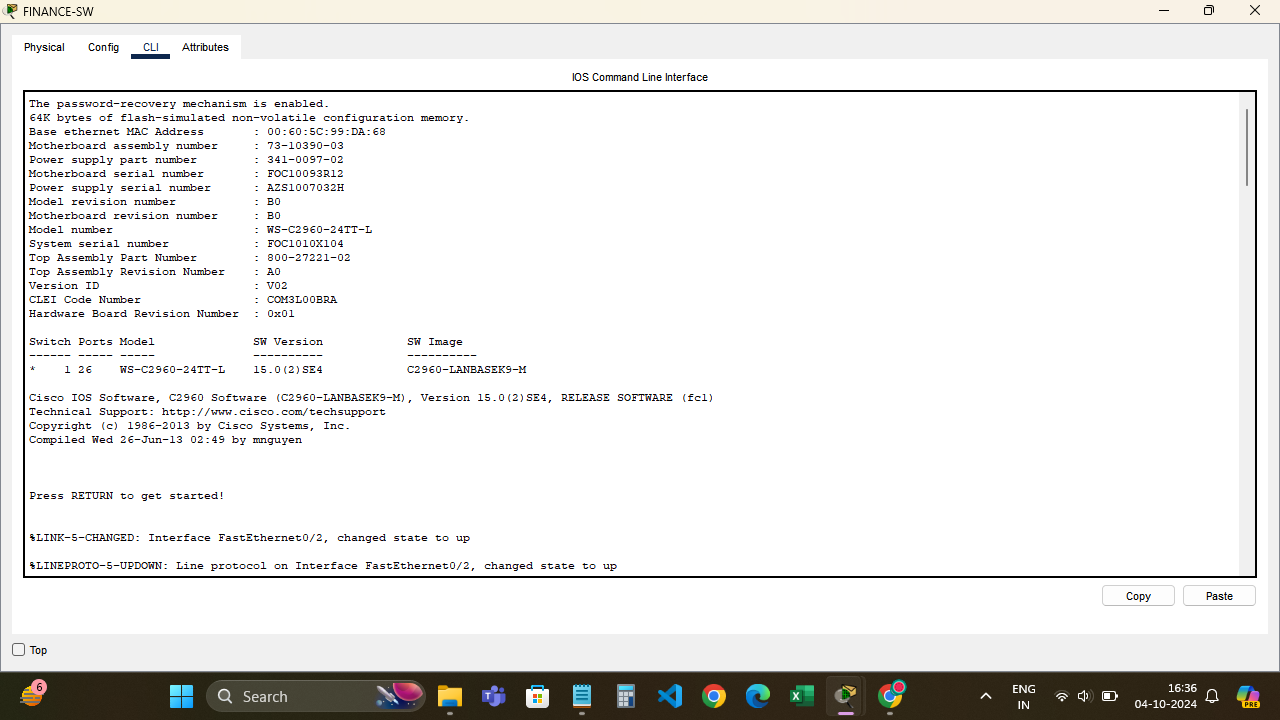 FINANCE-SW
Physical Config CLI Attributes
IOS Command Line Interface
The password-recovery mechanism is enabled.
64K bytes of flash-simulated non-volatile configuration memory.
Base ethernet MAC Address : 00:60:5C:99:DA:68
Motherboard assembly number : 73-10390-03
Power supply part number : 341-0097-02
Motherboard serial number : FOC10093R12
Power supply serial number : AZS1007032H
Model revision number : B0
Motherboard revision number : B0
Model number : WS-C2960-24TT-L
System serial number : FOC1010X104
Top Assembly Part Number : 800-27221-02
Top Assembly Revision Number : A0
Version ID : V02
CLEI Code Number : COM3L00BRA
Hardware Board Revision Number : 0x01
Switch Ports Model SW Version SW Image
------ ----- ----- ---------- ----------
* 1 26 WS-C2960-24TT-L 15.0(2)SE4 C2960-LANBASEK9-M
Cisco IOS Software, C2960 Software (C2960-LANBASEK9-M), Version 15.0(2)SE4, RELEASE SOFTWARE (fc1)
Technical Support: http://www.cisco.com/techsupport
Copyright (c) 1986-2013 by Cisco Systems, Inc.
Compiled Wed 26-Jun-13 02:49 by mnguyen
Press RETURN to get started!
%LINK-5-CHANGED: Interface FastEthernet0/2, changed state to up
%LINEPROTO-5-UPDOWN: Line protocol on Interface FastEthernet0/2, changed state to up
Copy Paste
Top
6
Search
PRE
ENG
IN
16:36
04-10-2024